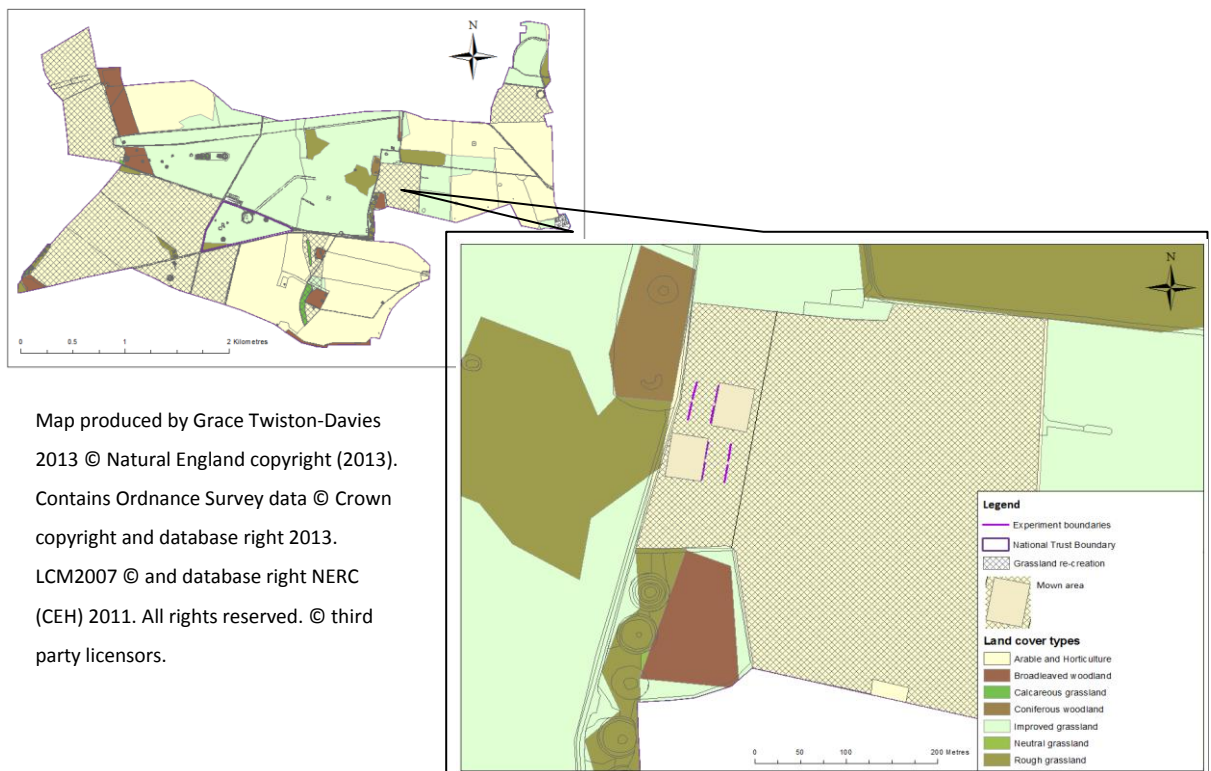 N
0 0.5 1 2 Kilometres
Map produced by Grace Twiston-Davies
2013 © Natural England copyright (2013).
Contains Ordnance Survey data © Crown
copyright and database right 2013.
LCM2007 © and database right NERC
(CEH) 2011. All rights reserved. © third
party licensors.
N
Legend
Experiment boundaries
National Trust Boundary
Grassland re-creation
Mown area
Land cover types
Arable and Horticulture
Broadleaved woodland
Calcareous grassland
Coniferous woodland
Improved grassland
Neutral grassland
Rough grassland
0 50 100 200 Metres